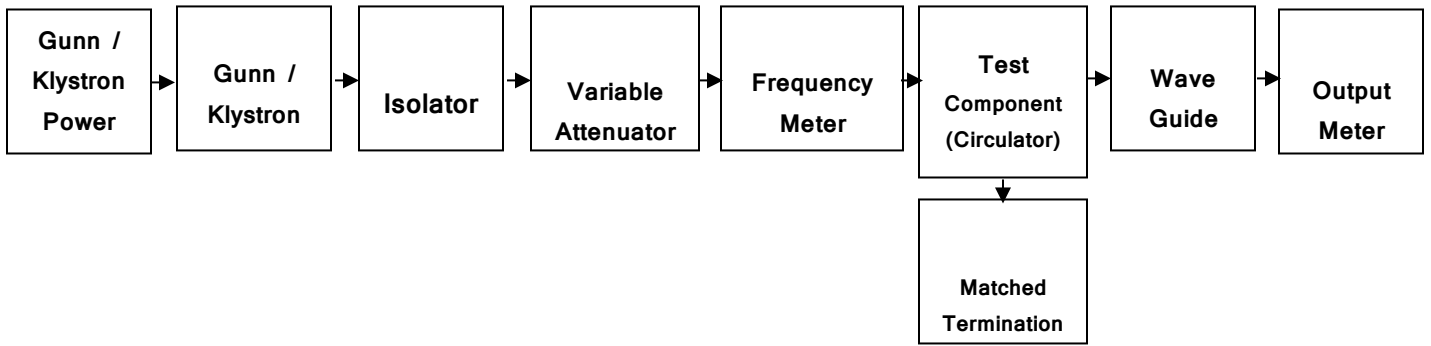 Gunn /
Klystron
Power
Gunn /
Klystron
Isolator
Variable
Attenuator
Frequency
Meter
Test
Component
(Circulator)
Wave
Guide
Output
Meter
Matched
Termination